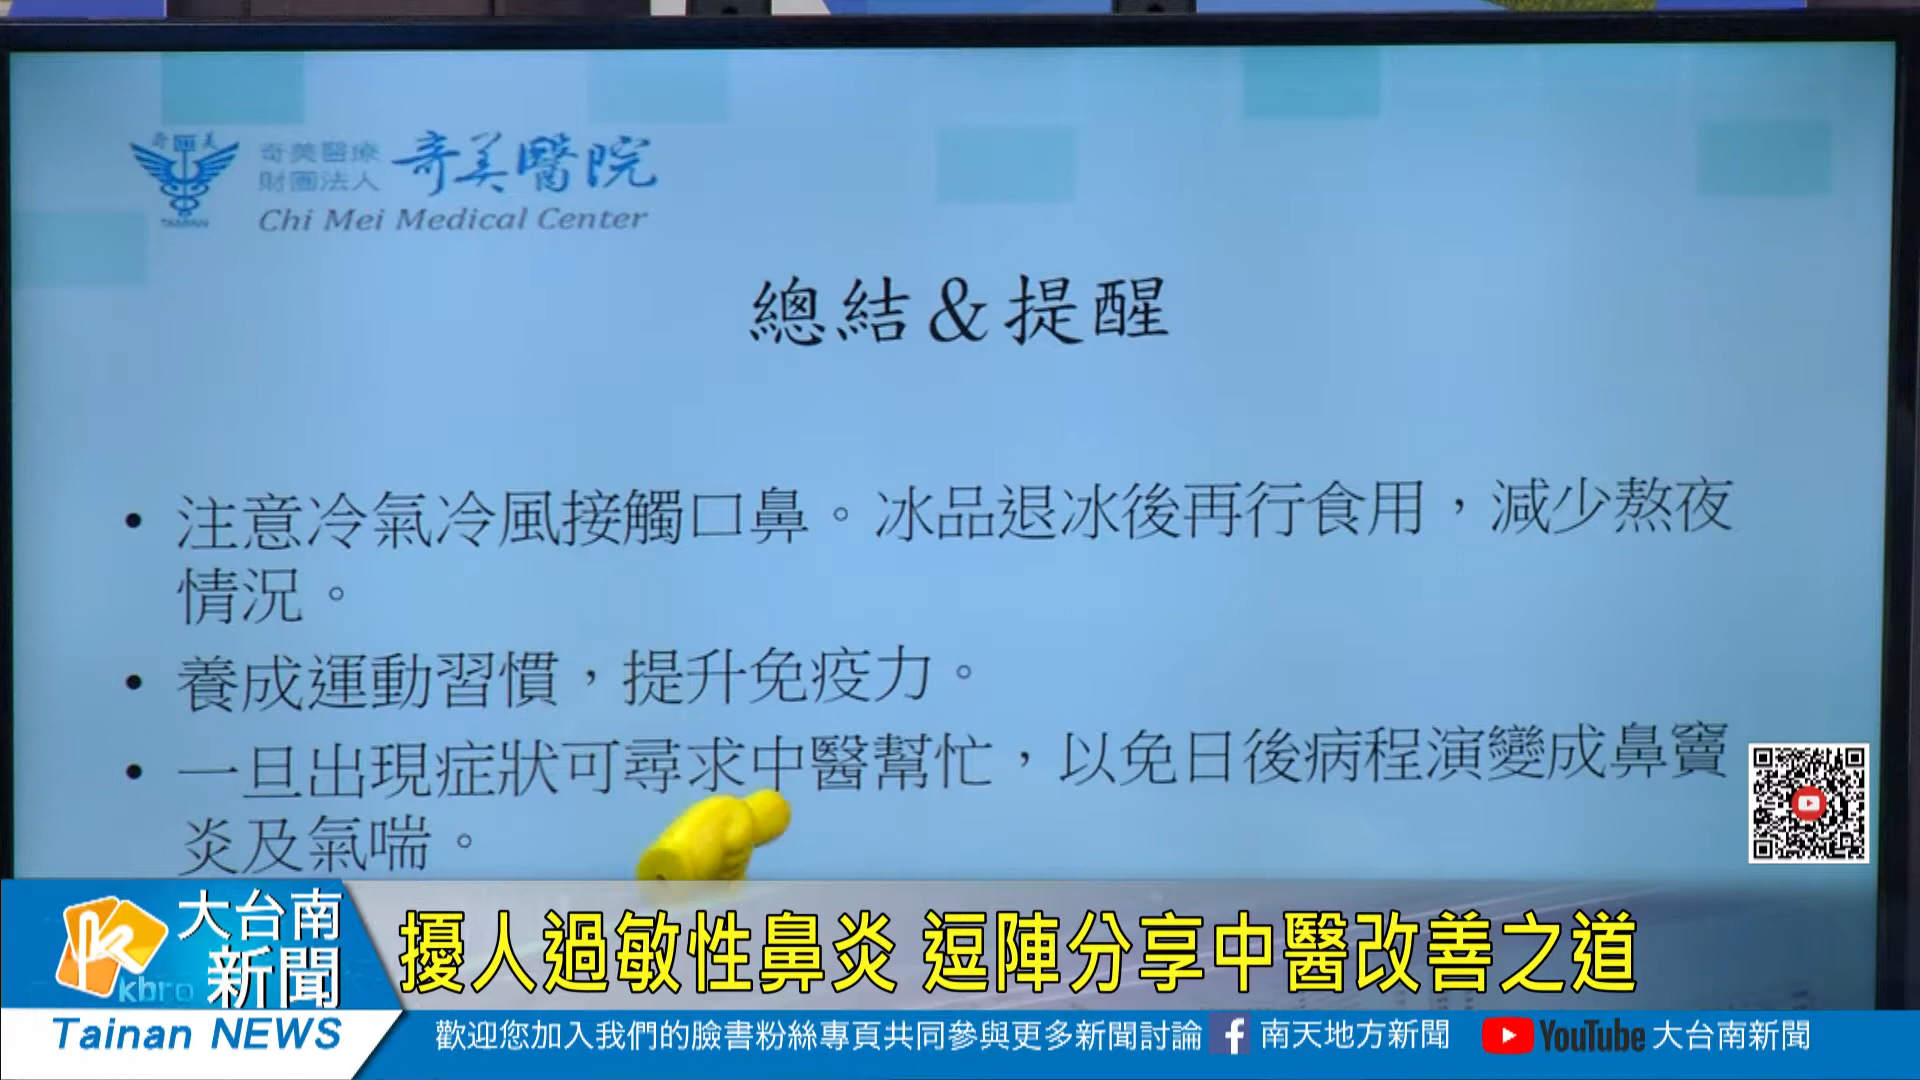 奇美
TAINAN
奇美醫療
財團法人
奇美醫院
Chi Mei Medical Center
總結&提醒
• 注意冷氣冷風接觸口鼻。冰品退冰後再行食用，減少熬夜
情況。
• 養成運動習慣，提升免疫力。
• 一旦出現症狀可尋求中醫幫忙，以免日後病程演變成鼻竇
炎及氣喘。
大台南
新聞
kbro
Tainan NEWS
擾人過敏性鼻炎 逗陣分享中醫改善之道
歡迎您加入我們的臉書粉絲專頁共同參與更多新聞討論 f 南天地方新聞 YouTube 大台南新聞